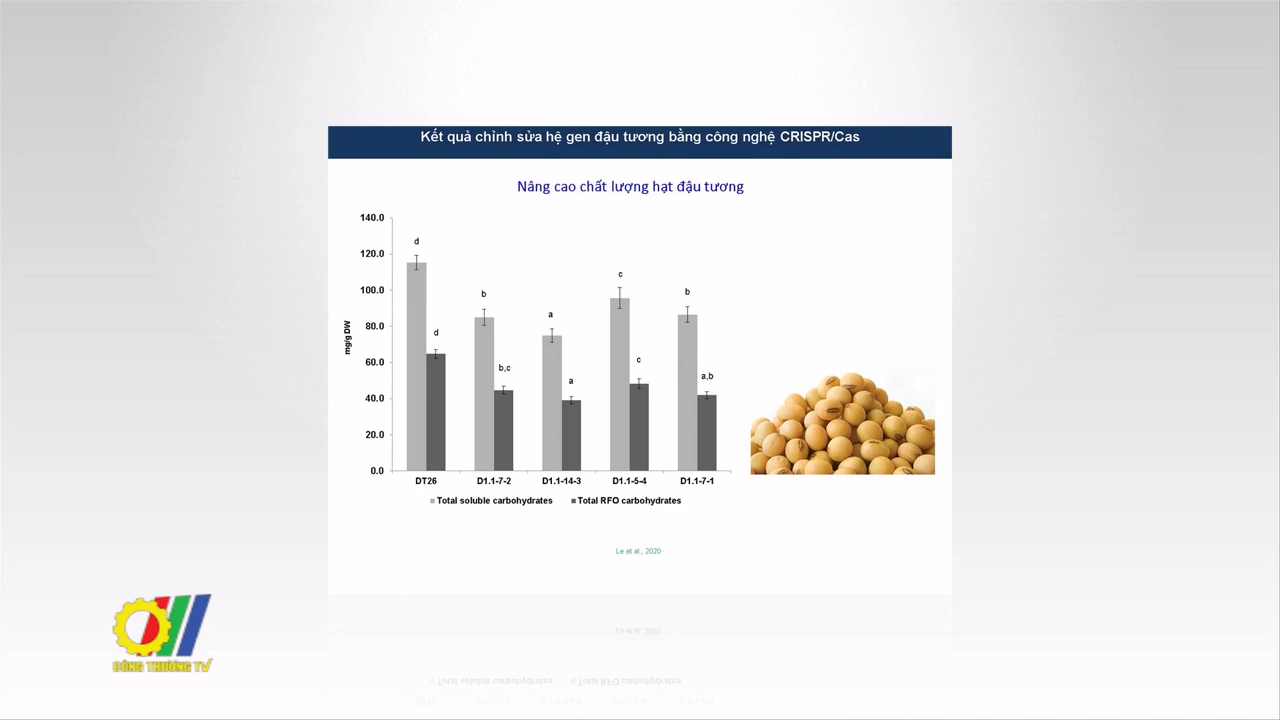 Kết quả chỉnh sửa hệ gen đậu tương bằng công nghệ CRISPR/Cas
Nâng cao chất lượng hạt đậu tương
140.0
120.0
100.0
80.0
60.0
40.0
20.0
0.0
mg/g DW
d
d
b
b,c
a
a
c
c
b
a,b
DT26
D1.1-7-2
D1.1-14-3
D1.1-5-4
D1.1-7-1
Total soluble carbohydrates
Total RFO carbohydrates
Le et al., 2020
CÔNG THƯƠNG TV